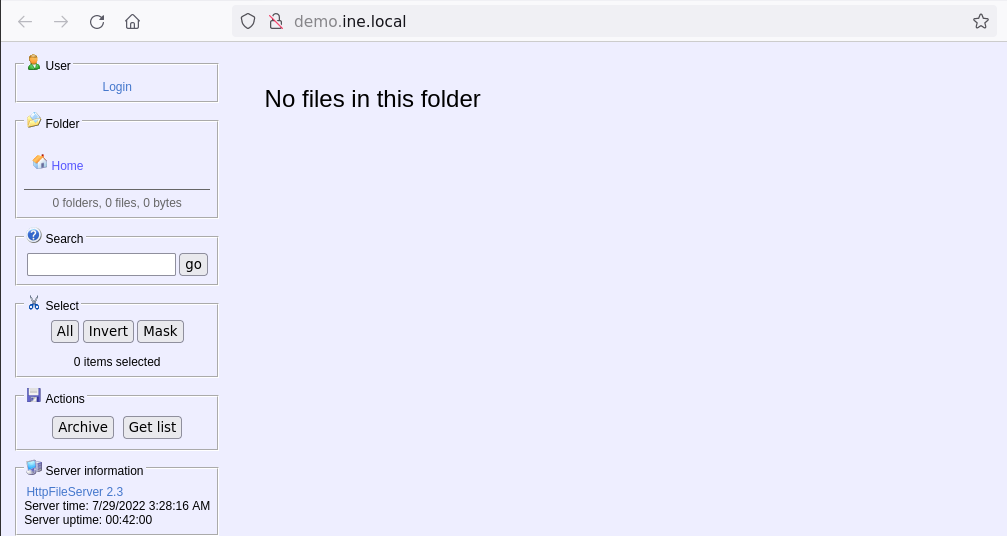 demo.ine.local
User
Login
Folder
Home
0 folders, 0 files, 0 bytes
Search
go
Select
All Invert Mask
0 items selected
Actions
Archive Get list
Server information
HttpFileServer 2.3
Server time: 7/29/2022 3:28:16 AM
Server uptime: 00:42:00
No files in this folder